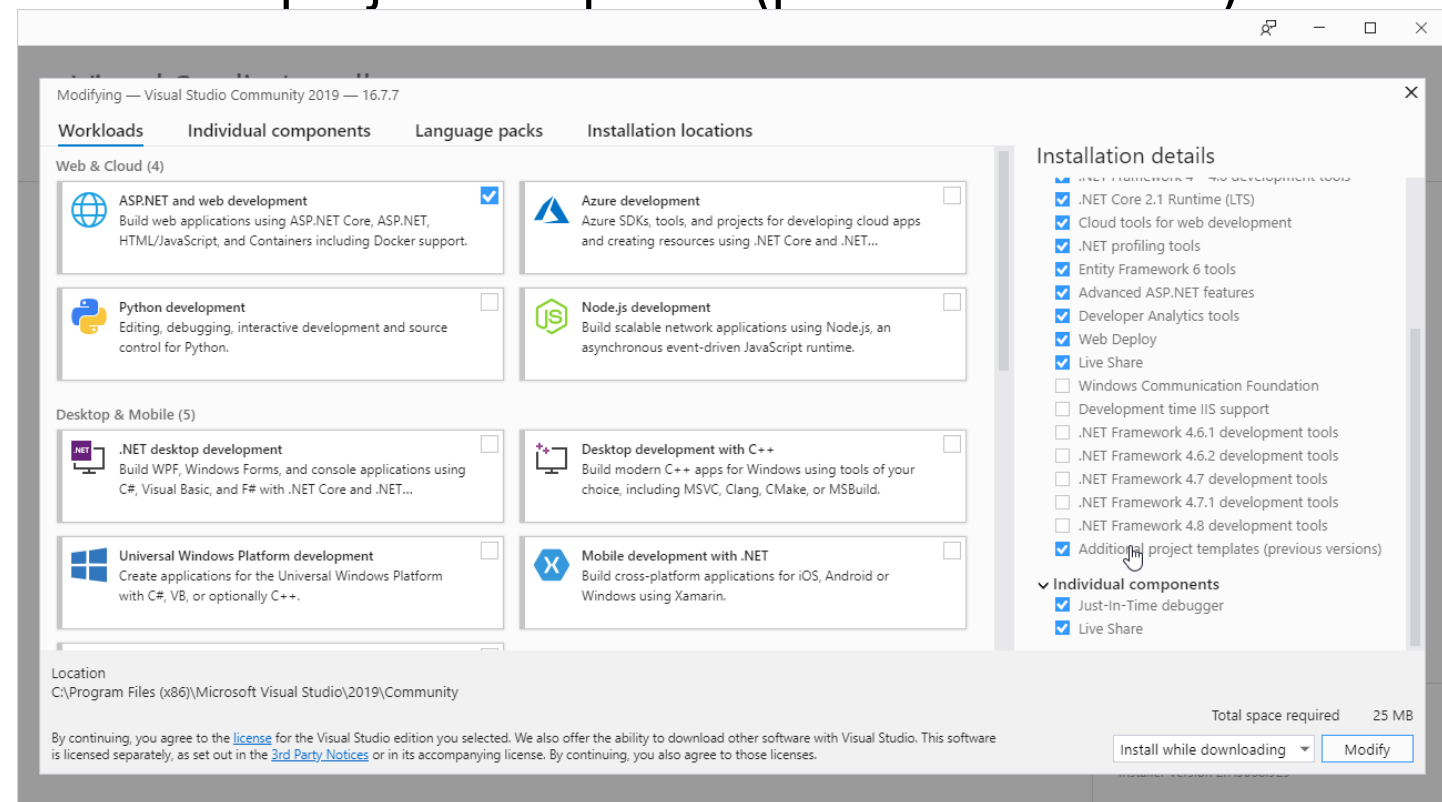 Modifying — Visual Studio Community 2019 — 16.7.7
Workloads
Individual components
Language packs
Installation locations
Web & Cloud (4)
ASP.NET and web development
Build web applications using ASP.NET Core, ASP.NET,
HTML/JavaScript, and Containers including Docker support.
Azure development
Azure SDKs, tools, and projects for developing cloud apps
and creating resources using .NET Core and .NET...
Python development
Editing, debugging, interactive development and source
control for Python.
Node.js development
Build scalable network applications using Node.js, an
asynchronous event-driven JavaScript runtime.
Desktop & Mobile (5)
.NET
.NET desktop development
Build WPF, Windows Forms, and console applications using
C#, Visual Basic, and F# with .NET Core and .NET...
Desktop development with C++
Build modern C++ apps for Windows using tools of your
choice, including MSVC, Clang, CMake, or MSBuild.
Universal Windows Platform development
Create applications for the Universal Windows Platform
with C#, VB, or optionally C++.
Mobile development with .NET
Build cross-platform applications for iOS, Android or
Windows using Xamarin.
Installation details
.NET Core 2.1 Runtime (LTS)
Cloud tools for web development
.NET profiling tools
Entity Framework 6 tools
Advanced ASP.NET features
Developer Analytics tools
Web Deploy
Live Share
Windows Communication Foundation
Development time IIS support
.NET Framework 4.6.1 development tools
.NET Framework 4.6.2 development tools
.NET Framework 4.7 development tools
.NET Framework 4.7.1 development tools
.NET Framework 4.8 development tools
Additional project templates (previous versions)
Individual components
Just-In-Time debugger
Live Share
Location
C:\Program Files (x86)\Microsoft Visual Studio\2019\Community
Total space required 25 MB
By continuing, you agree to the license for the Visual Studio edition you selected. We also offer the ability to download other software with Visual Studio. This software
is licensed separately, as set out in the 3rd Party Notices or in its accompanying license. By continuing, you also agree to those licenses.
Install while downloading
Modify